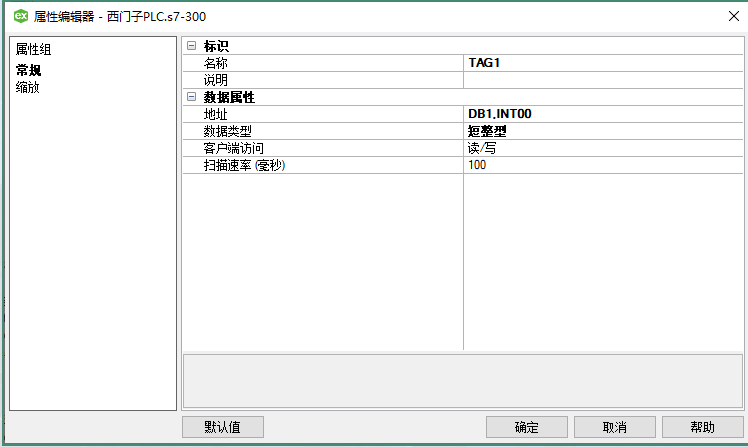 ex 属性编辑器 - 西门子PLC.s7-300
属性组
常规
缩放
标识
名称 TAG1
说明
数据属性
地址 DB1.INT00
数据类型 短整型
客户端访问 读/写
扫描速率 (毫秒) 100
默认值 确定 取消 帮助